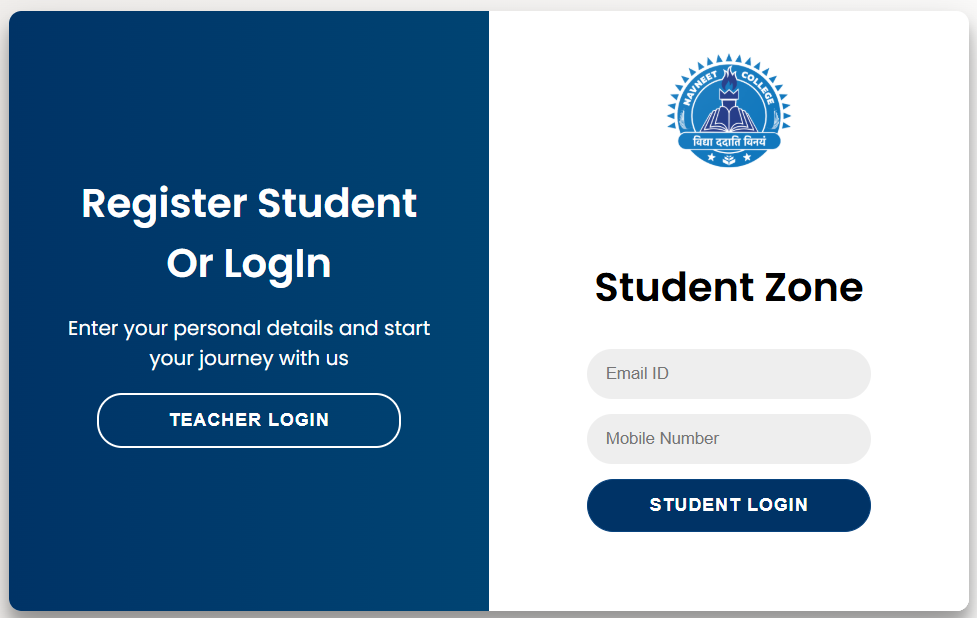 Register Student
Or LogIn
Enter your personal details and start
your journey with us
TEACHER LOGIN
NAVNEET COLLEGE
विद्या ददाति विनयं
Student Zone
Email ID
Mobile Number
STUDENT LOGIN